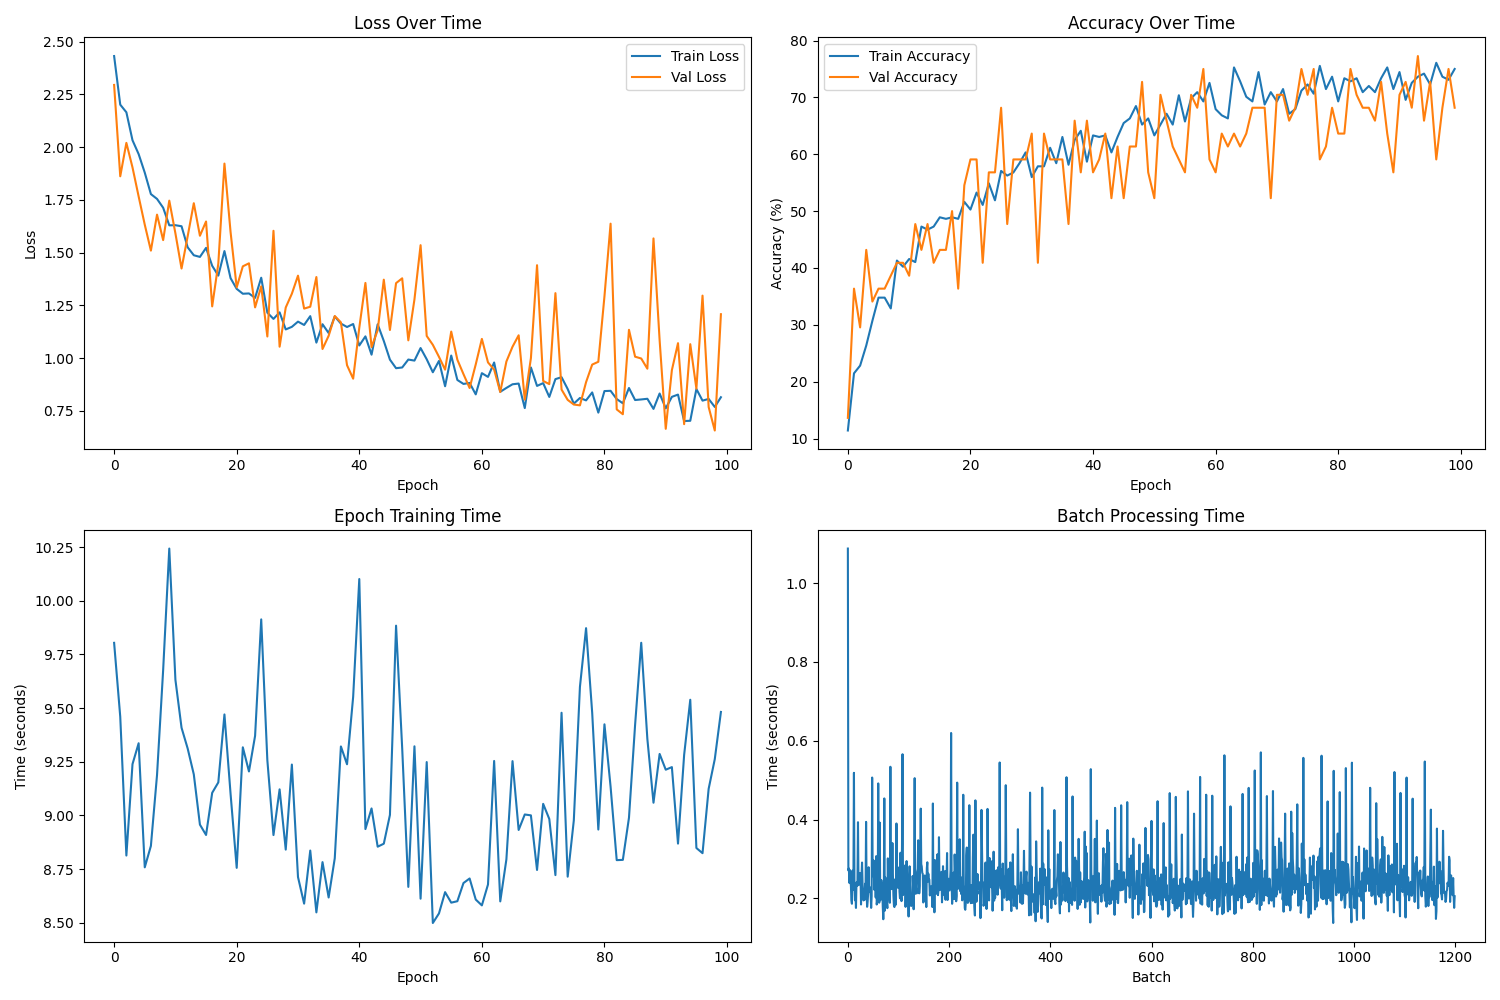 Loss Over Time
2.50
2.25
2.00
1.75
1.50
1.25
1.00
0.75
Loss
Train Loss
Val Loss
0 20 40 60 80 100
Epoch
Accuracy Over Time
80
70
60
50
40
30
20
10
Accuracy (%)
Train Accuracy
Val Accuracy
0 20 40 60 80 100
Epoch
Epoch Training Time
10.25
10.00
9.75
9.50
9.25
9.00
8.75
8.50
Time (seconds)
0 20 40 60 80 100
Epoch
Batch Processing Time
1.0
0.8
0.6
0.4
0.2
Time (seconds)
0 200 400 600 800 1000 1200
Batch